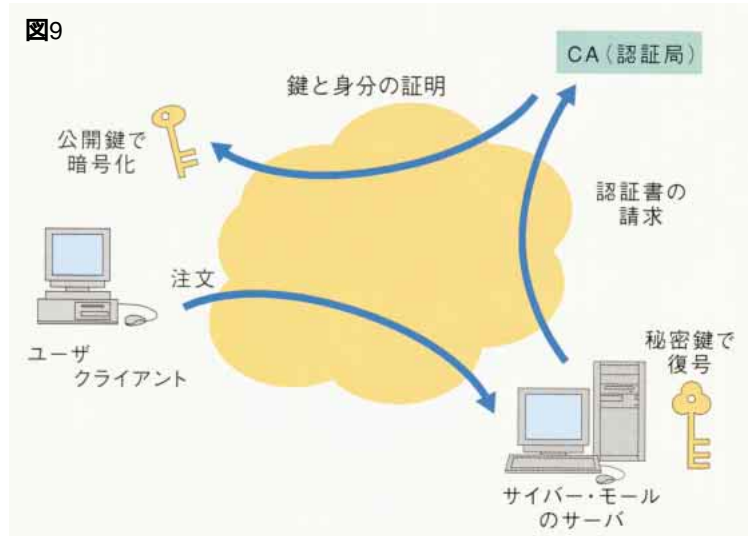 図9
CA(認証局)
鍵と身分の証明
公開鍵で
暗号化
認証書の
請求
注文
ユーザ
クライアント
秘密鍵で
復号
サイバー・モール
のサーバ